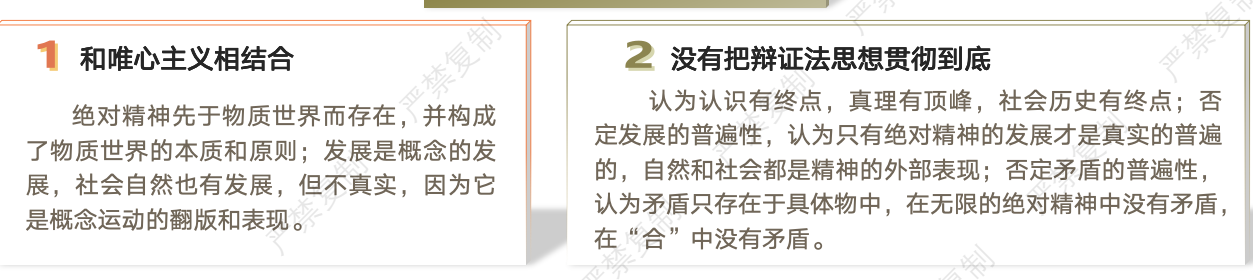 1 和唯心主义相结合
绝对精神先于物质世界而存在，并构成
了物质世界的本质和原则；发展是概念的发
展，社会自然也有发展，但不真实，因为它
是概念运动的翻版和表现。
2 没有把辩证法思想贯彻到底
认为认识有终点，真理有顶峰，社会历史有终点；否
定发展的普遍性，认为只有绝对精神的发展才是真实的普遍
的，自然和社会都是精神的外部表现；否定矛盾的普遍性，
认为矛盾只存在于具体物中，在无限的绝对精神中没有矛盾，
在“合”中没有矛盾。
严禁复制
严禁复制
严禁复制
严禁复制
严禁复制